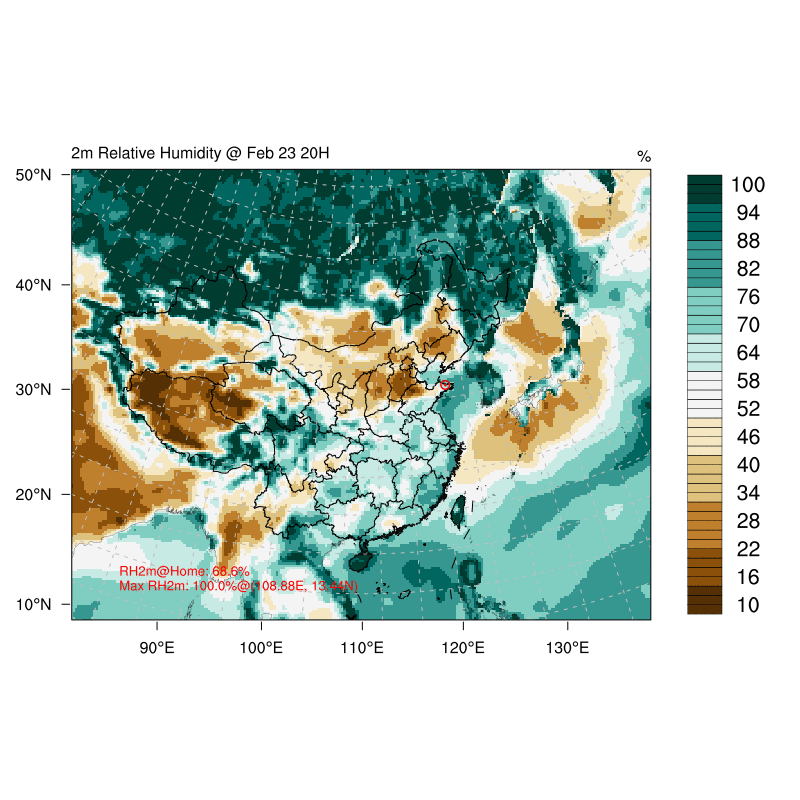 2m Relative Humidity @ Feb 23 20H
%
50°N
40°N
30°N
20°N
10°N
90°E
100°E
110°E
120°E
130°E
100
94
88
82
76
70
64
58
52
46
40
34
28
22
16
10
RH2m@Home: 68.6%
Max RH2m: 100.0%@(108.88E, 13.44N)